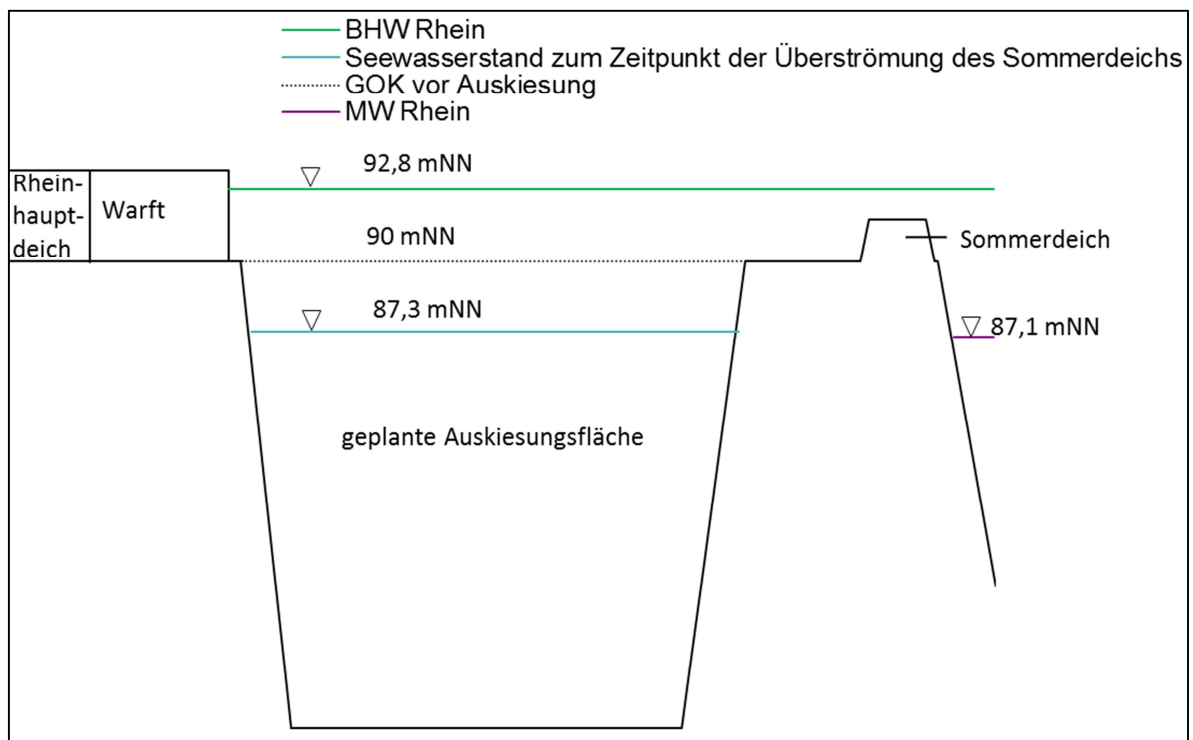 BHW Rhein
Seewasserstand zum Zeitpunkt der Überströmung des Sommerdeichs
GOK vor Auskiesung
MW Rhein
92,8 mNN
Rhein-
haupt-
deich
Warft
90 mNN
Sommerdeich
87,3 mNN
87,1 mNN
geplante Auskiesungsfläche